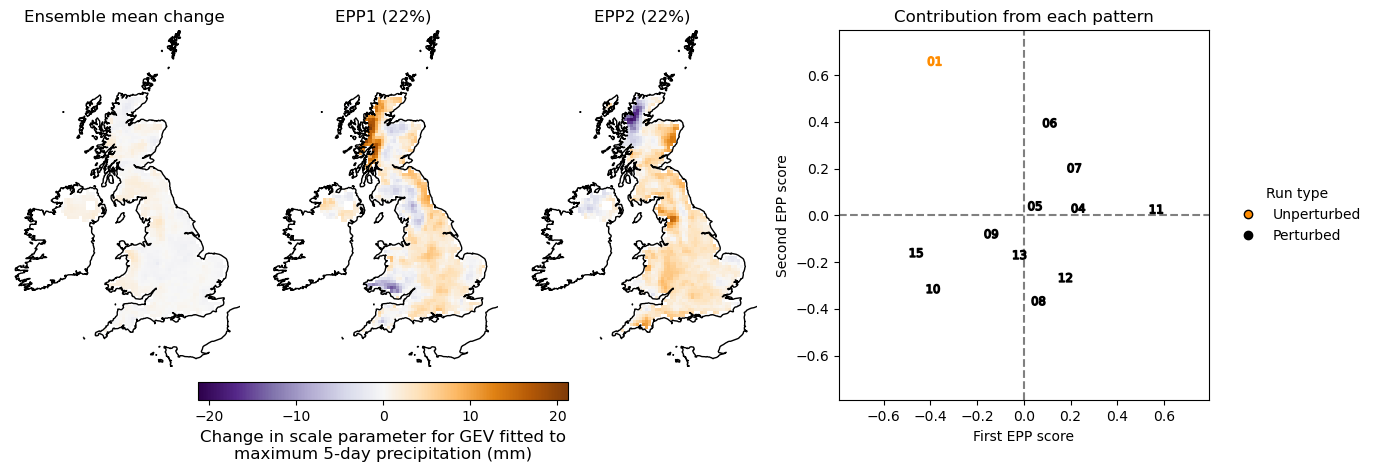 Ensemble mean change
EPP1 (22%)
EPP2 (22%)
−20 −10 0 10 20
Change in scale parameter for GEV fitted to
maximum 5-day precipitation (mm)
Contribution from each pattern
Second EPP score
0.6
0.4
0.2
0.0
−0.2
−0.4
−0.6
01
06
07
05
04
11
09
13
15
12
10
08
−0.6 −0.4 −0.2 0.0 0.2 0.4 0.6
First EPP score
Run type
Unperturbed
Perturbed